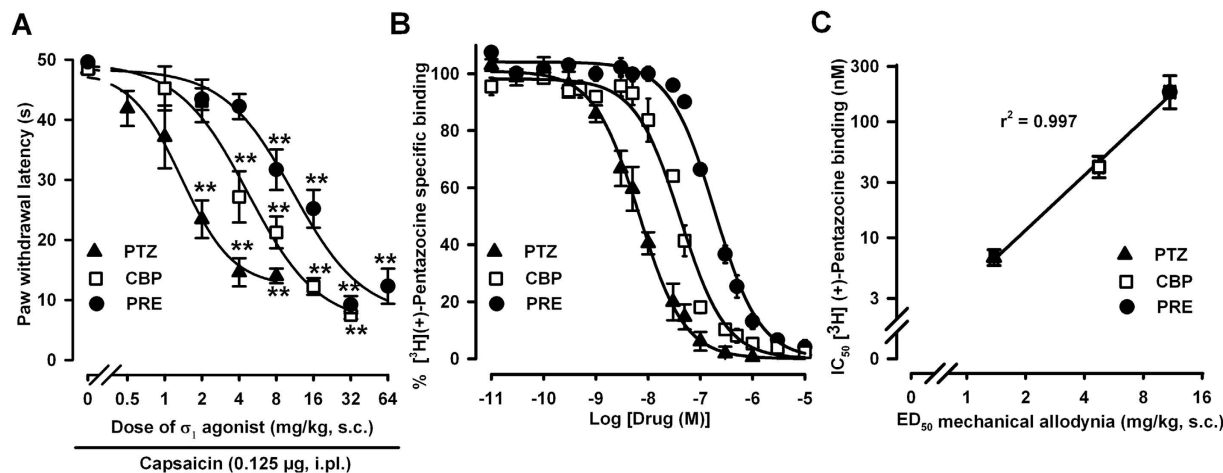 A
Paw withdrawal latency (s)
50
40
30
20
10
0
** ** **
** ** ** **
** ** **
**
PTZ
CBP
PRE
0 0.5 1 2 4 8 16 32 64
Dose of σ₁ agonist (mg/kg, s.c.)
Capsaicin (0.125 µg, i.pl.)
B
% [³H](+)-Pentazocine specific binding
100
80
60
40
20
0
PTZ
CBP
PRE
-11 -10 -9 -8 -7 -6 -5
Log [Drug (M)]
C
IC₅₀ [³H] (+)-Pentazocine binding (nM)
300
100
30
10
3
0
r² = 0.997
PTZ
CBP
PRE
0 1 2 4 8 16
ED₅₀ mechanical allodynia (mg/kg, s.c.)